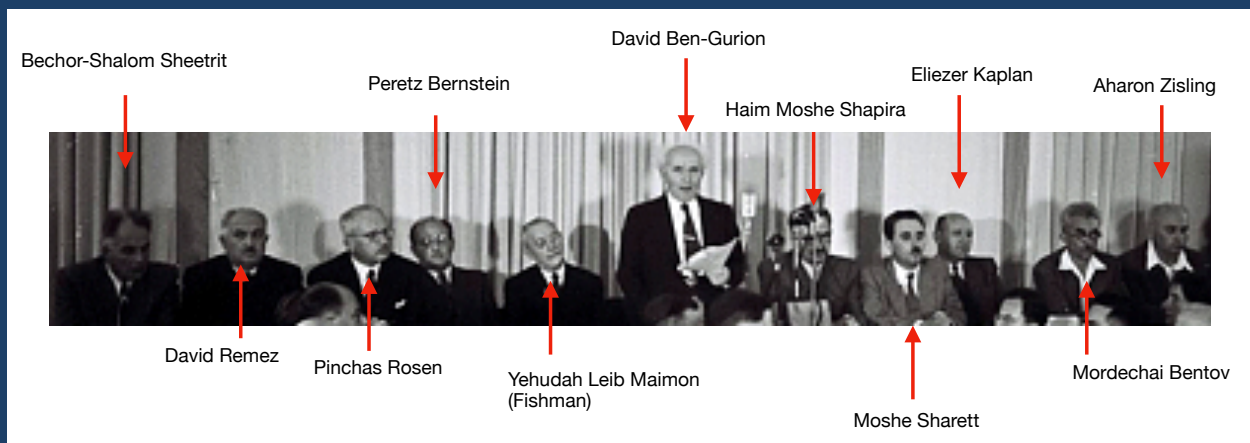 David Ben-Gurion
Bechor-Shalom Sheetrit
Peretz Bernstein
Eliezer Kaplan
Aharon Zisling
Haim Moshe Shapira
David Remez
Pinchas Rosen
Yehudah Leib Maimon
(Fishman)
Mordechai Bentov
Moshe Sharett